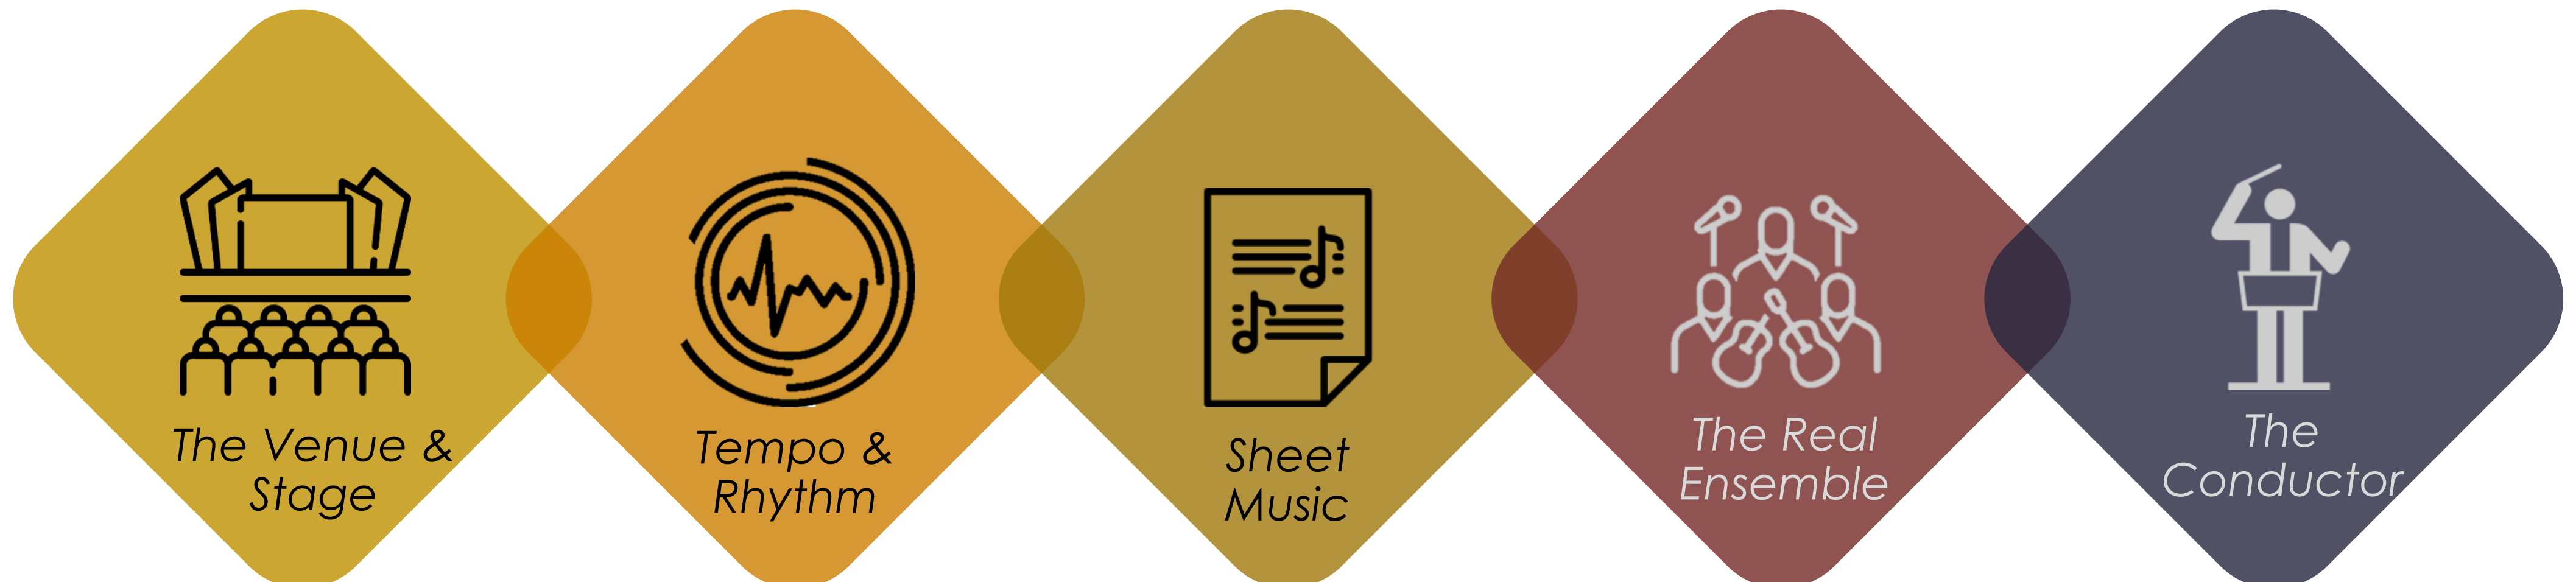 The Venue &
Stage
Tempo &
Rhythm
Sheet
Music
The Real
Ensemble
The
Conductor